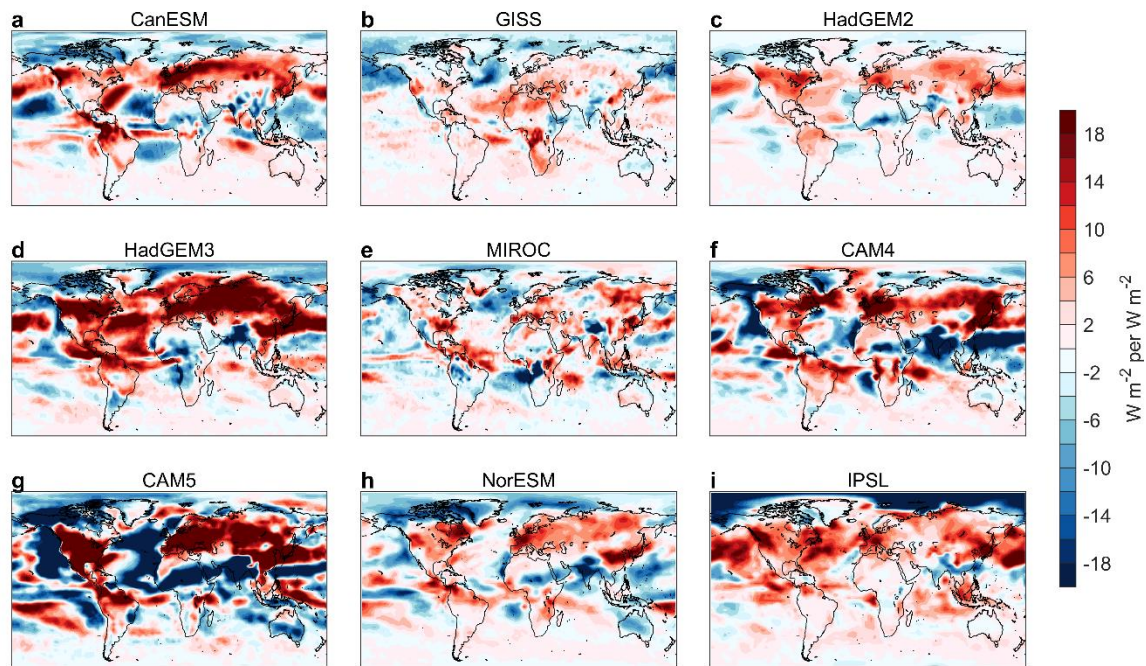 a CanESM
b GISS
c HadGEM2
d HadGEM3
e MIROC
f CAM4
g CAM5
h NorESM
i IPSL
18
14
10
6
2
-2
-6
-10
-14
-18
W m⁻² per W m⁻²